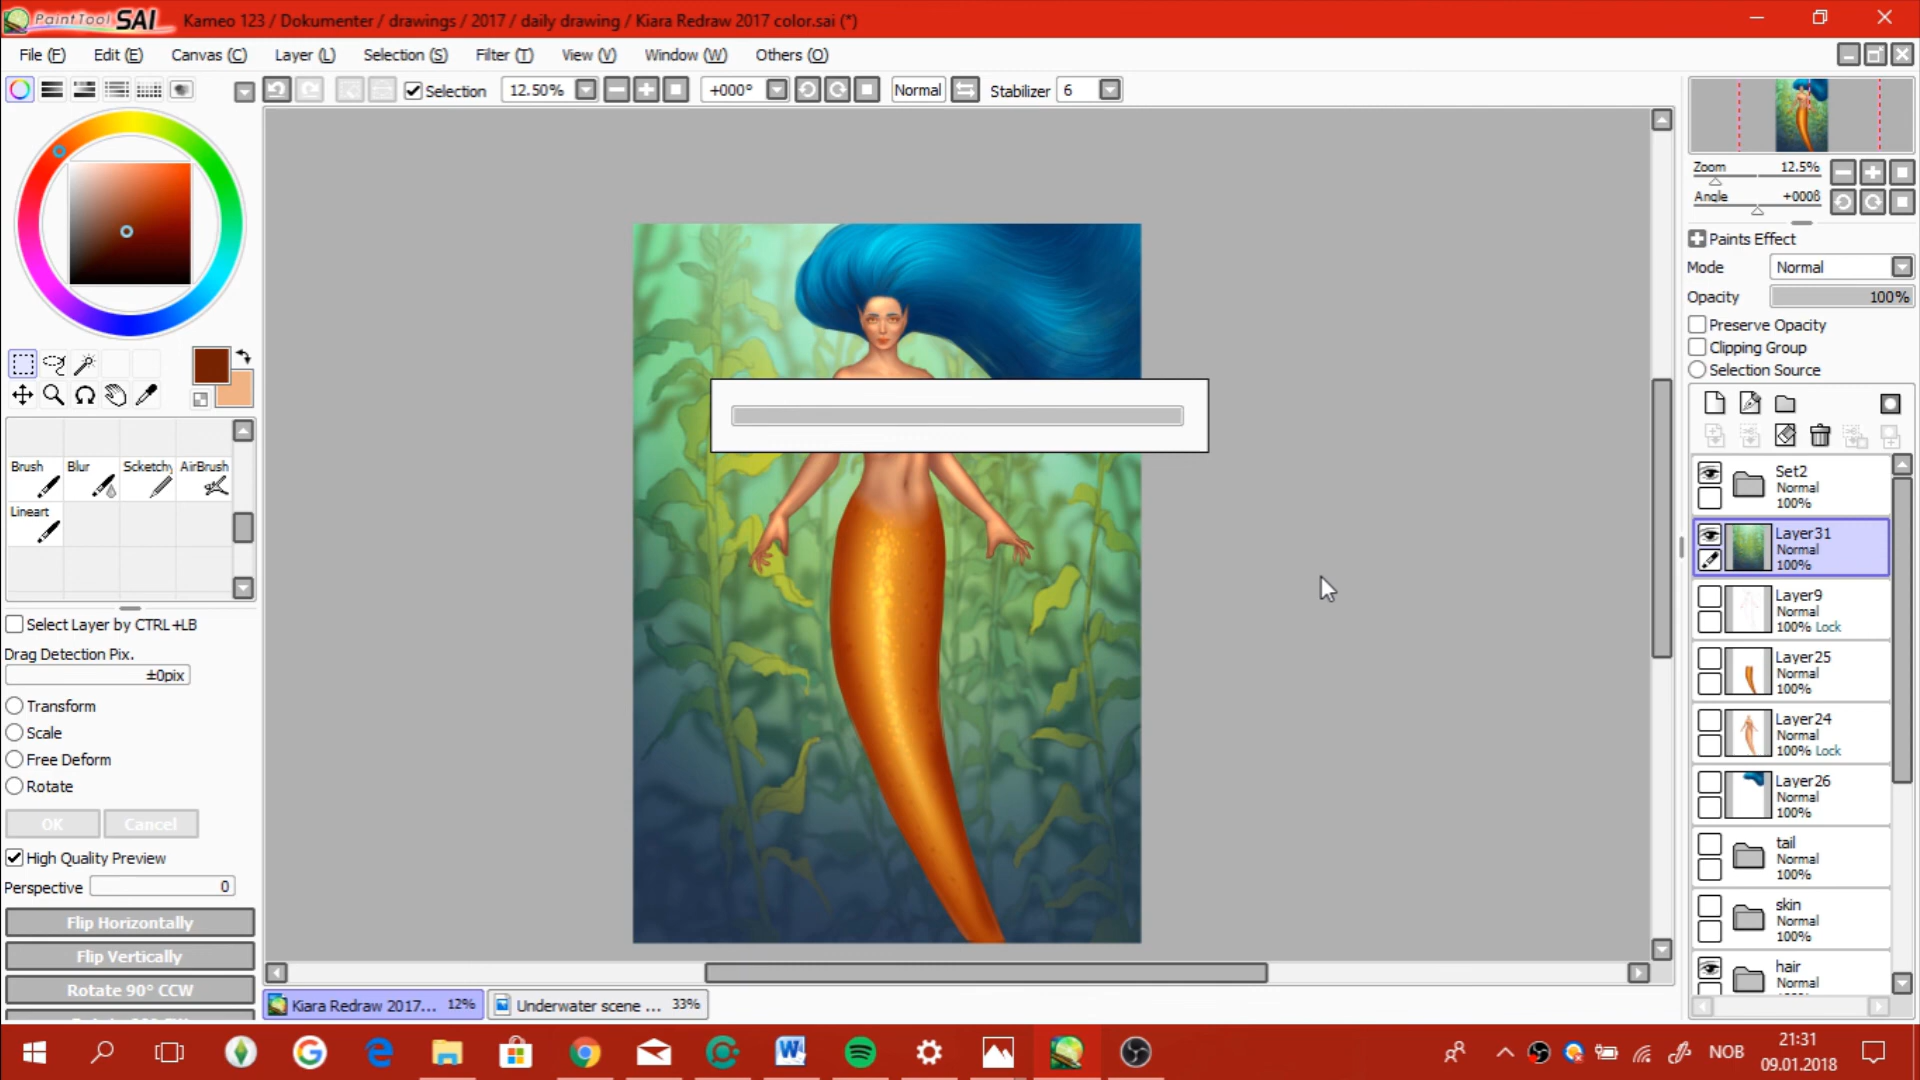 PaintTool SAI Kameo 123 / Dokumenter / drawings / 2017 / daily drawing / Kiara Redraw 2017 color.sai (*)
File (F) Edit (E) Canvas (C) Layer (L) Selection (S) Filter (T) View (V) Window (W) Others (O)
Selection 12.50% +000° Normal Stabilizer 6
Zoom 12.5%
Angle +000ß
Paints Effect
Mode Normal
Opacity 100%
Preserve Opacity
Clipping Group
Selection Source
Brush Blur Scketchy AirBrush
Lineart
Select Layer by CTRL+LB
Drag Detection Pix.
±0pix
Transform
Scale
Free Deform
Rotate
OK Cancel
High Quality Preview
Perspective 0
Flip Horizontally
Flip Vertically
Rotate 90° CCW
Set2
Normal
100%
Layer31
Normal
100%
Layer9
Normal
100% Lock
Layer25
Normal
100%
Layer24
Normal
100% Lock
Layer26
Normal
100%
tail
Normal
100%
skin
Normal
100%
hair
Normal
Kiara Redraw 2017... 12% Underwater scene ... 33%
NOB
21:31
09.01.2018